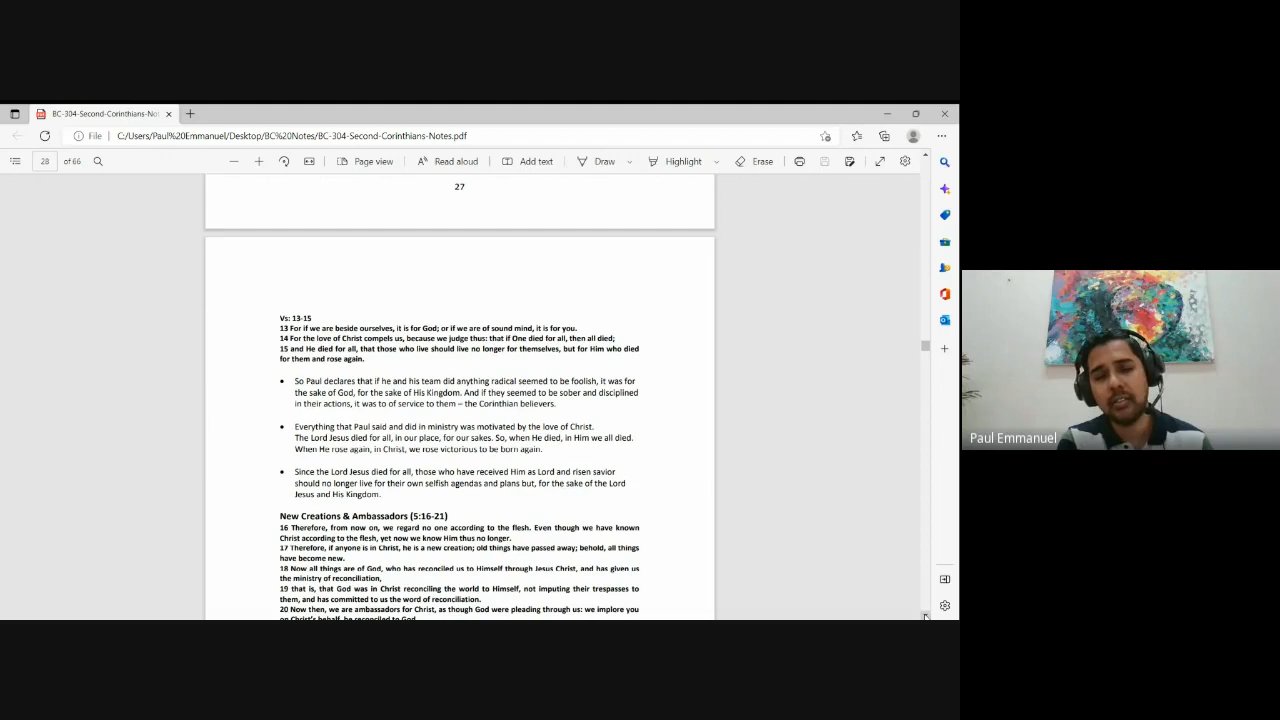 BC-304-Second-Corinthians-Not
File
C:/Users/Paul%20Emmanuel/Desktop/BC%20Notes/BC-304-Second-Corinthians-Notes.pdf
28 of 66
Page view
Read aloud
Add text
Draw
Highlight
Erase
27
Vs: 13-15
13 For if we are beside ourselves, it is for God; or if we are of sound mind, it is for you.
14 For the love of Christ compels us, because we judge thus: that if One died for all, then all died;
15 and He died for all, that those who live should live no longer for themselves, but for Him who died
for them and rose again.
• So Paul declares that if he and his team did anything radical seemed to be foolish, it was for
the sake of God, for the sake of His Kingdom. And if they seemed to be sober and disciplined
in their actions, it was to of service to them – the Corinthian believers.
• Everything that Paul said and did in ministry was motivated by the love of Christ.
The Lord Jesus died for all, in our place, for our sakes. So, when He died, in Him we all died.
When He rose again, in Christ, we rose victorious to be born again.
• Since the Lord Jesus died for all, those who have received Him as Lord and risen savior
should no longer live for their own selfish agendas and plans but, for the sake of the Lord
Jesus and His Kingdom.
New Creations & Ambassadors (5:16-21)
16 Therefore, from now on, we regard no one according to the flesh. Even though we have known
Christ according to the flesh, yet now we know Him thus no longer.
17 Therefore, if anyone is in Christ, he is a new creation; old things have passed away; behold, all things
have become new.
18 Now all things are of God, who has reconciled us to Himself through Jesus Christ, and has given us
the ministry of reconciliation,
19 that is, that God was in Christ reconciling the world to Himself, not imputing their trespasses to
them, and has committed to us the word of reconciliation.
20 Now then, we are ambassadors for Christ, as though God were pleading through us: we implore you
on Christ's behalf, be reconciled to God.
Paul Emmanuel